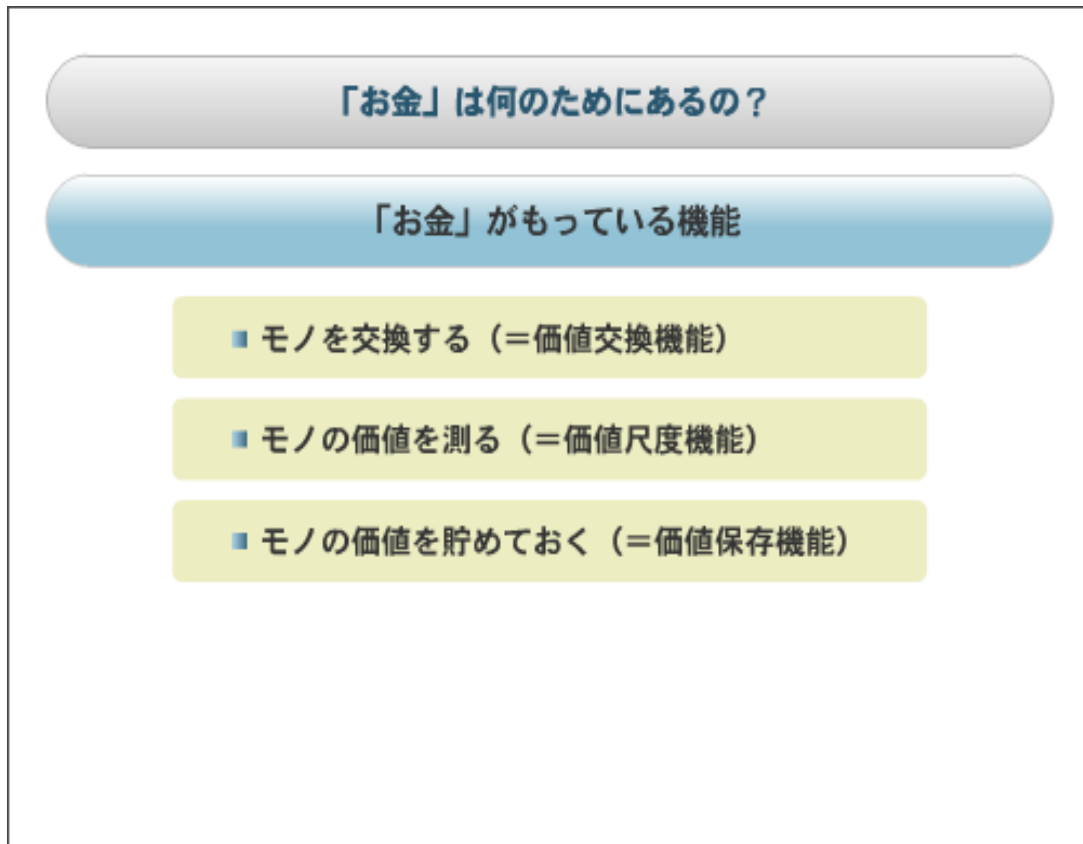 「お金」は何のためにあるの？
「お金」がもっている機能
モノを交換する（＝価値交換機能）
モノの価値を測る（＝価値尺度機能）
モノの価値を貯めておく（＝価値保存機能）